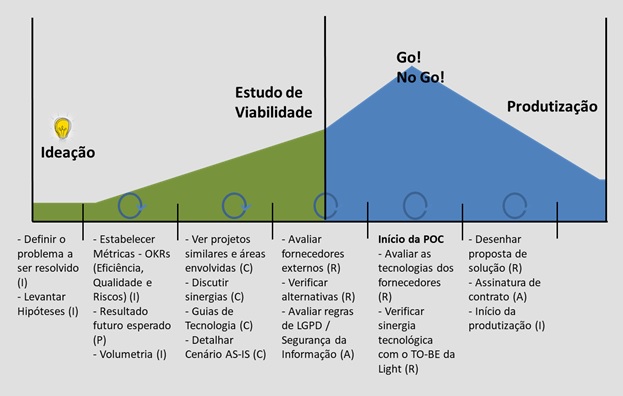 Go!
No Go!
Estudo de
Viabilidade
Produtização
Ideação
- Definir o
problema a
ser resolvido
(I)
- Levantar
Hipóteses (I)
- Estabelecer
Métricas - OKRs
(Eficiência,
Qualidade e
Riscos) (I)
- Resultado
futuro esperado
(P)
- Volumetria (I)
- Ver projetos
similares e áreas
envolvidas (C)
- Discutir
sinergias (C)
- Guias de
Tecnologia (C)
- Detalhar
Cenário AS-IS (C)
- Avaliar
fornecedores
externos (R)
- Verificar
alternativas (R)
- Avaliar regras
de LGPD /
Segurança da
Informação (A)
Início da POC
- Avaliar as
tecnologias dos
fornecedores
(R)
- Verificar
sinergia
tecnológica
com o TO-BE da
Light (R)
- Desenhar
proposta de
solução (R)
- Assinatura de
contrato (A)
- Início da
produtização (I)